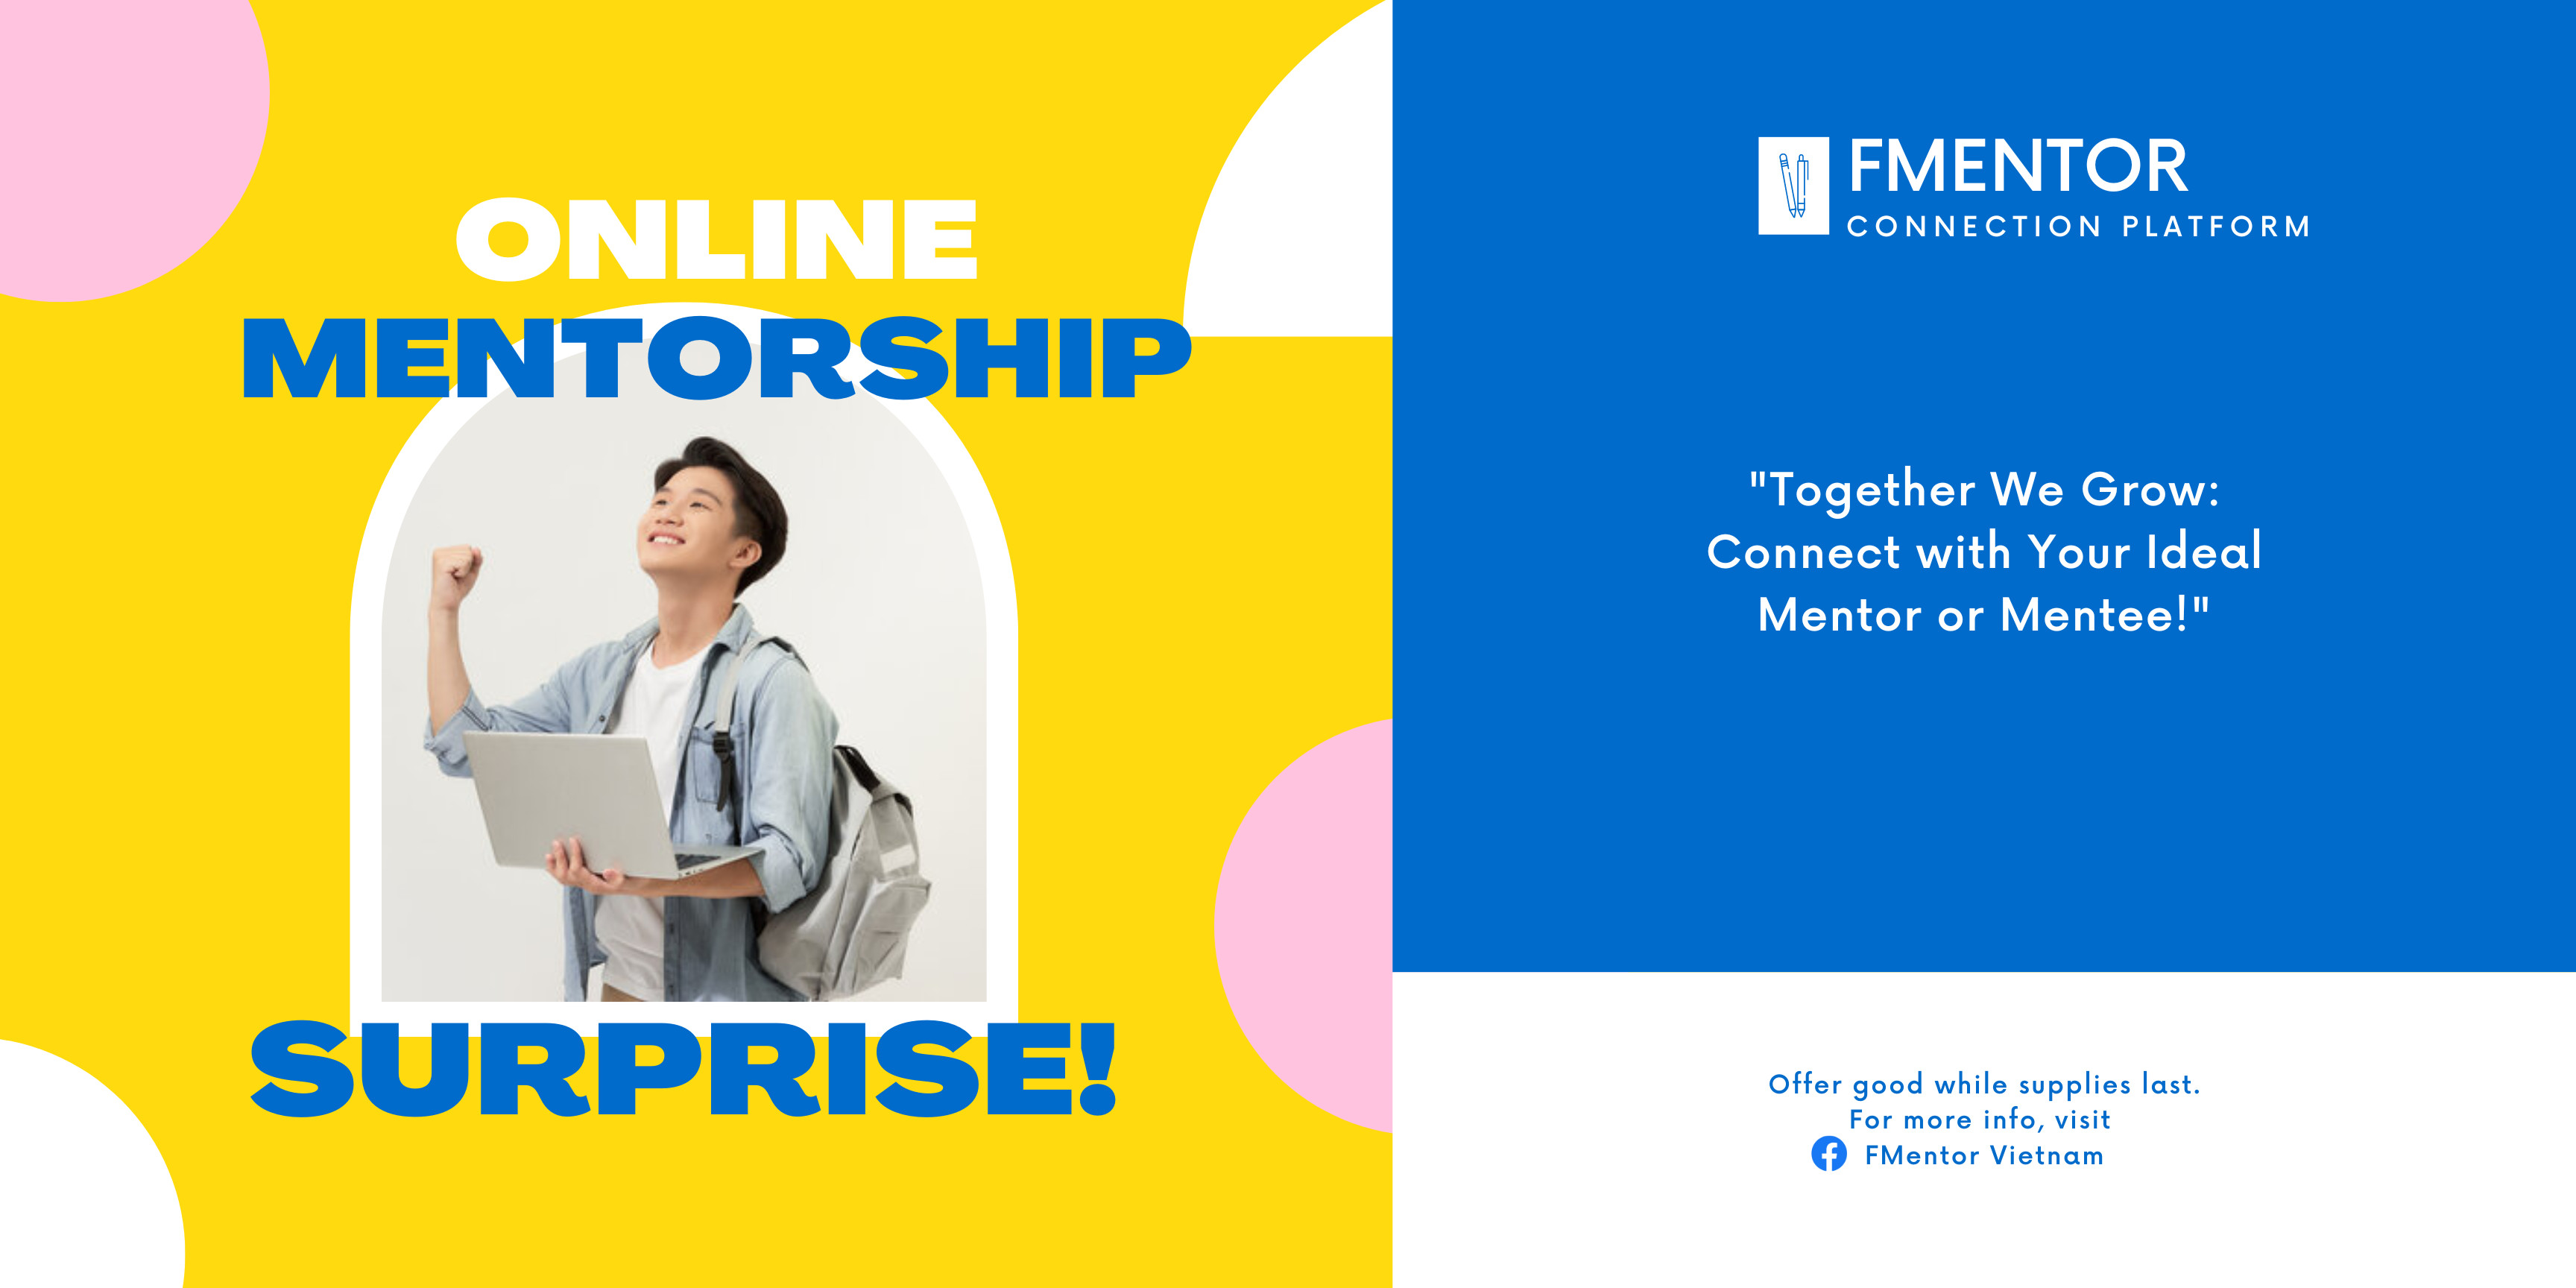 ONLINE
MENTORSHIP
SURPRISE!
FMENTOR
CONNECTION PLATFORM
"Together We Grow:
Connect with Your Ideal
Mentor or Mentee!"
Offer good while supplies last.
For more info, visit
FMentor Vietnam